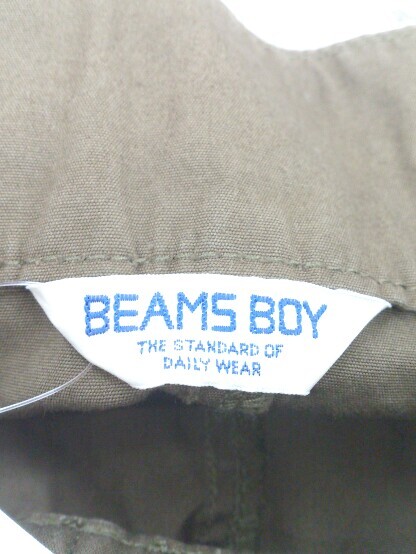 BEAMS BOY
THE STANDARD OF
DAILY WEAR